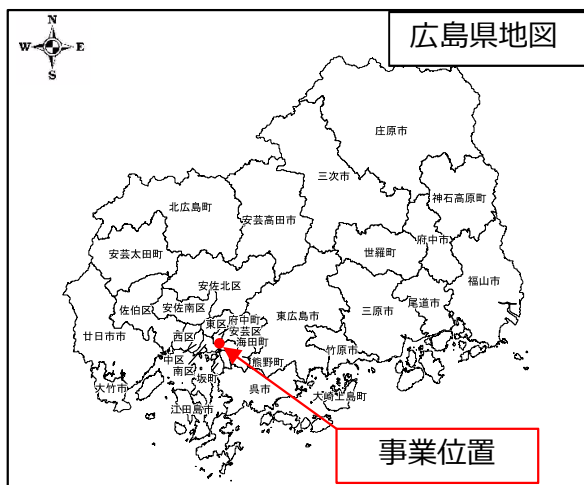 広島県地図
N
W E
S
庄原市
三次市
神石高原町
北広島町
安芸高田市
府中市
世羅町
安芸太田町
福山市
安佐北区
尾道市
三原市
佐伯区
安佐南区
東広島市
府中町
東区
安芸区
廿日市市
西区
海田町
竹原市
中区
熊野町
南区
坂町
大竹市
呉市
大崎上島町
江田島市
事業位置